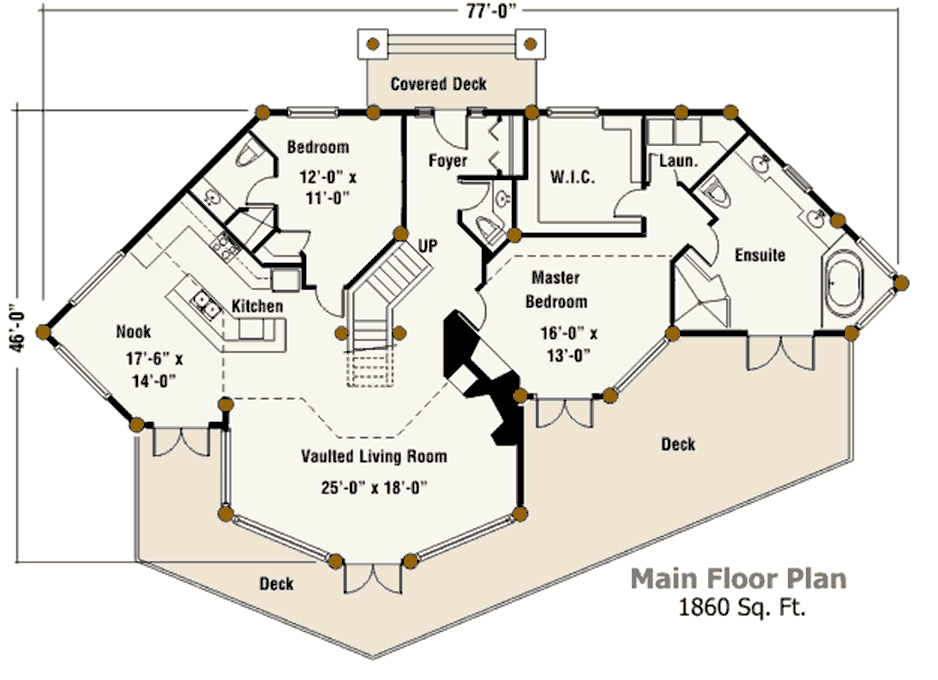 77'-0"
Covered Deck
Bedroom
12'-0" x
11'-0"
Foyer
W.I.C.
Laun.
UP
Ensuite
Master
Bedroom
16'-0" x
13'-0"
Kitchen
Nook
17'-6" x
14'-0"
46'-0"
Vaulted Living Room
25'-0" x 18'-0"
Deck
Deck
Main Floor Plan
1860 Sq. Ft.